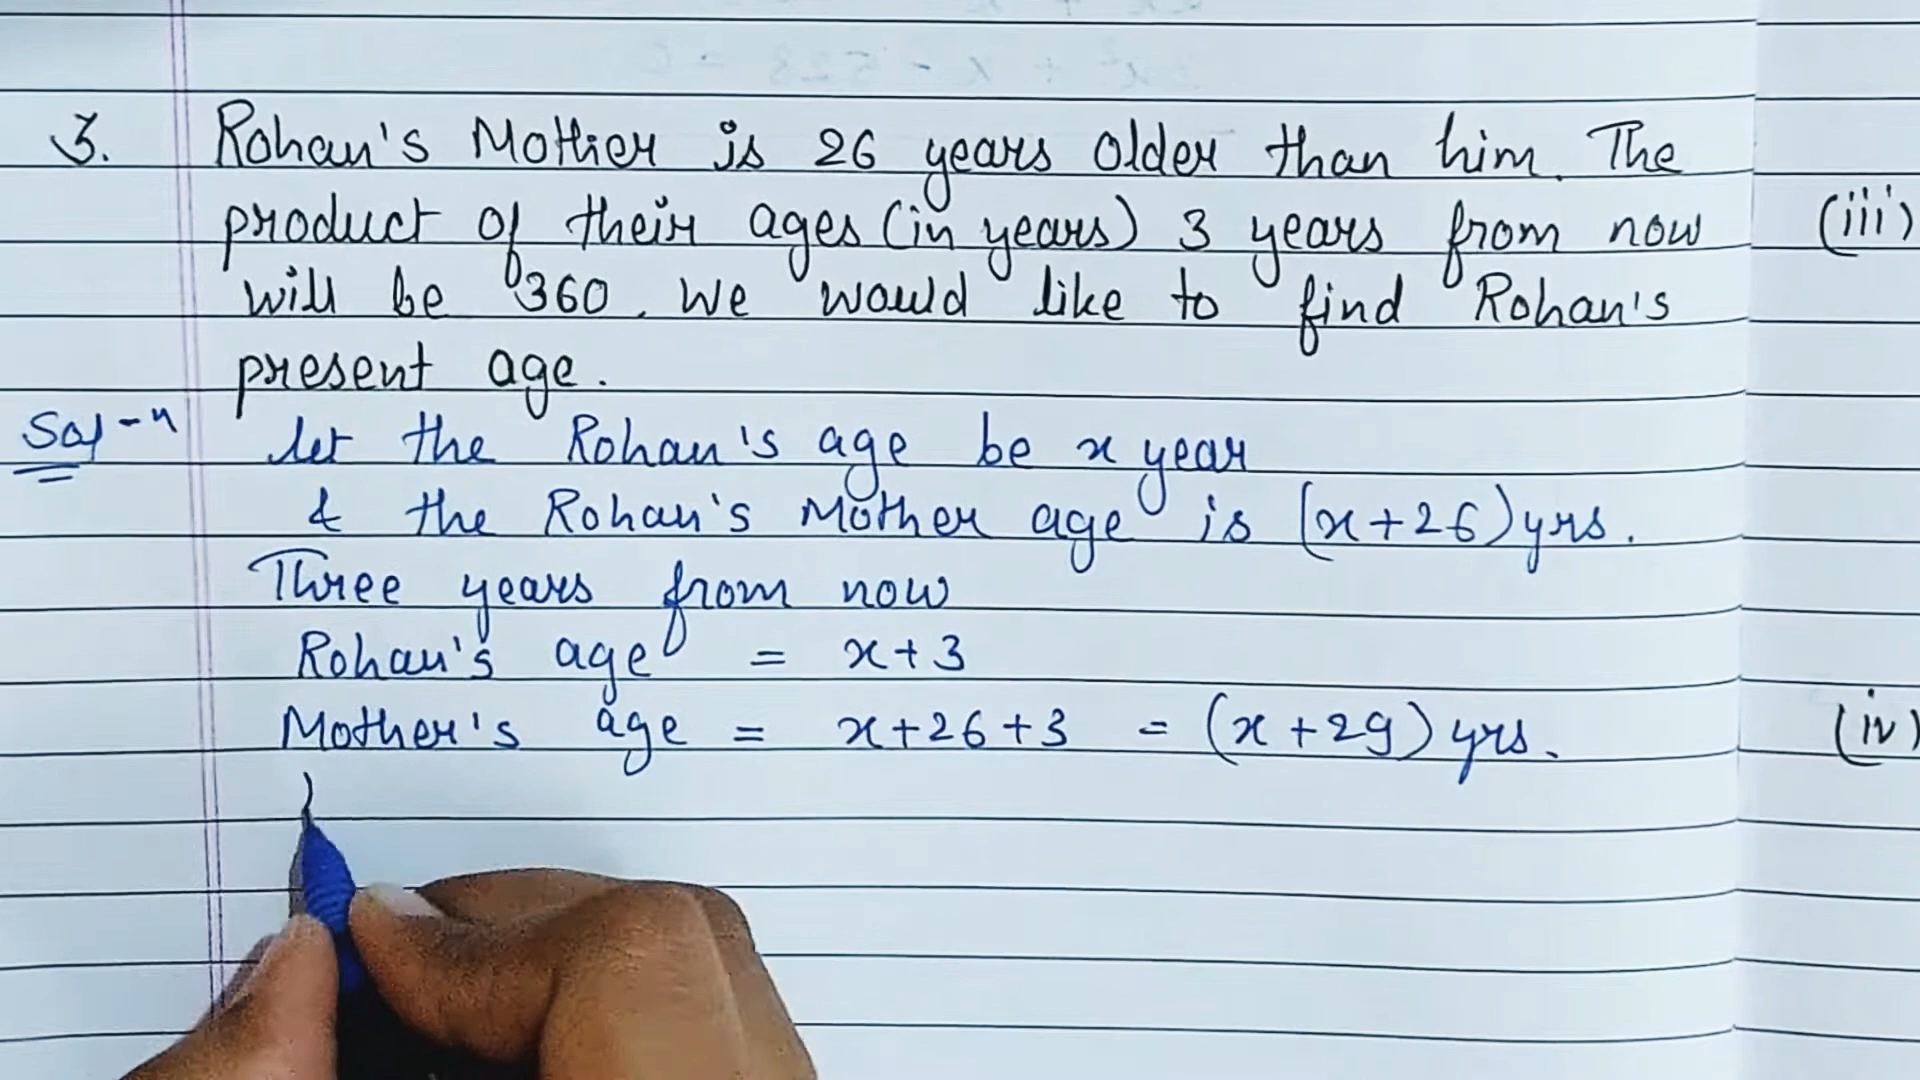 3. Rohan's Mother is 26 years older than him. The
product of their ages (in years) 3 years from now
will be 360. We would like to find Rohan's
present age.
Sol-n let the Rohan's age be x year
& the Rohan's Mother age is (x+26) yrs.
Three years from now
Rohan's age = x+3
Mother's age = x+26+3 = (x+29) yrs.
(iii)
(iv)